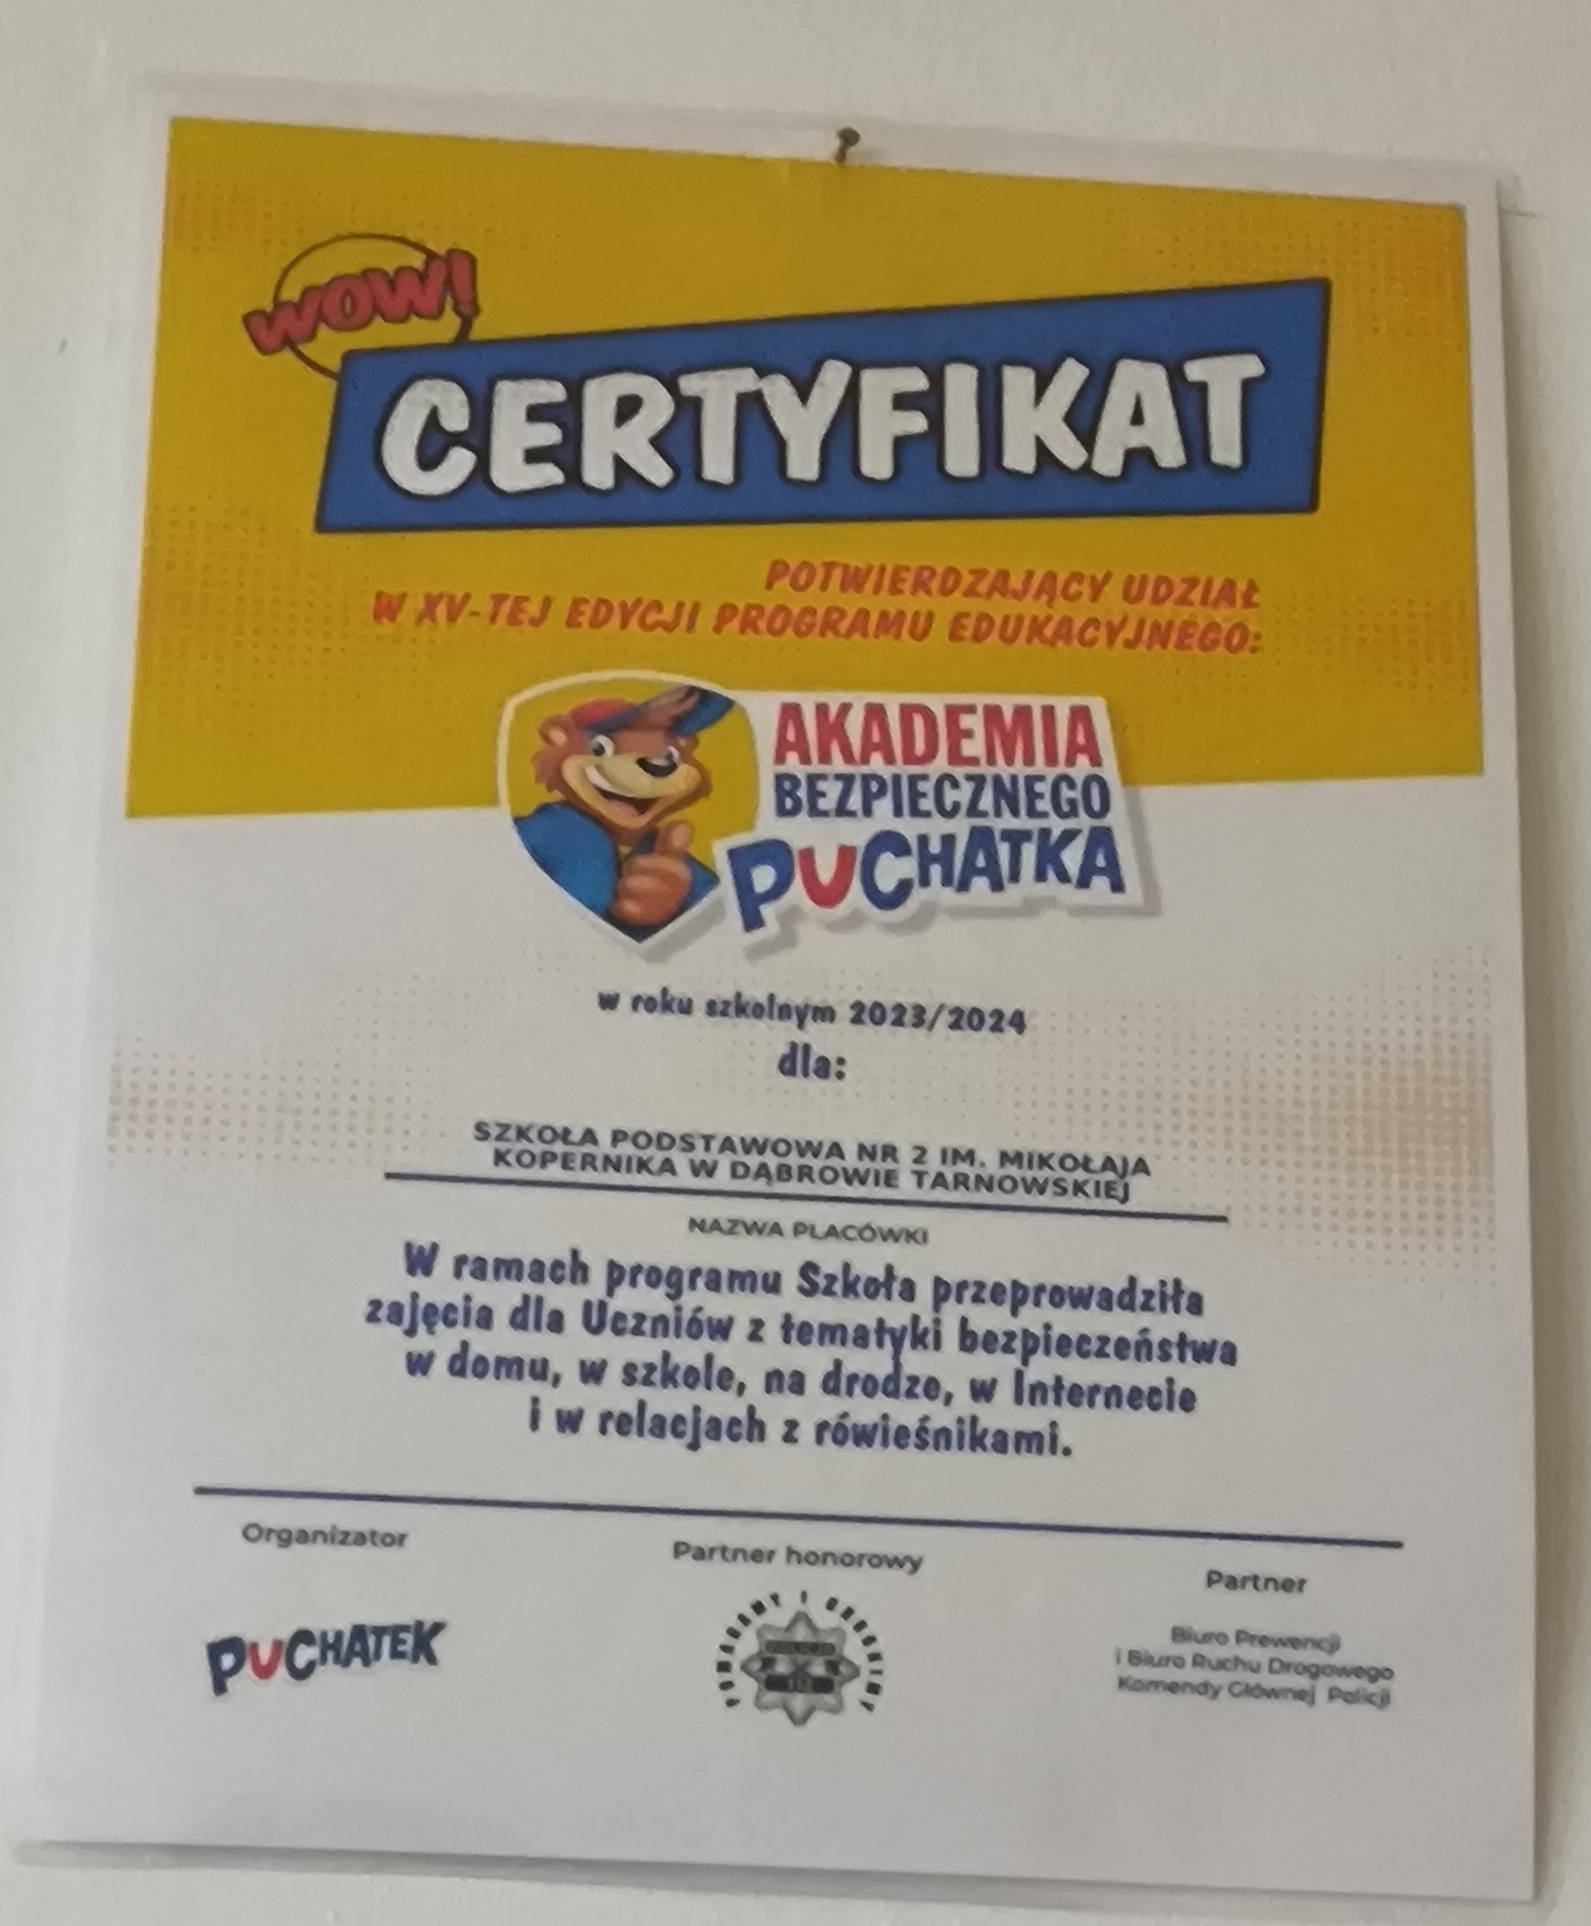 WOW!
CERTYFIKAT
POTWIERDZAJĄCY UDZIAŁ
W XV-TEJ EDYCJI PROGRAMU EDUKACYJNEGO:
AKADEMIA
BEZPIECZNEGO
PUCHATKA
w roku szkolnym 2023/2024
dla:
SZKOŁA PODSTAWOWA NR 2 IM. MIKOŁAJA
KOPERNIKA W DĄBROWIE TARNOWSKIEJ
NAZWA PLACÓWKI
W ramach programu Szkoła przeprowadziła
zajęcia dla Uczniów z tematyki bezpieczeństwa
w domu, w szkole, na drodze, w Internecie
i w relacjach z rówieśnikami.
Organizator
Partner honorowy
Partner
PUCHATEK
POMAGAMY I CHRONIMY
Biuro Prewencji
i Biuro Ruchu Drogowego
Komendy Głównej Policji